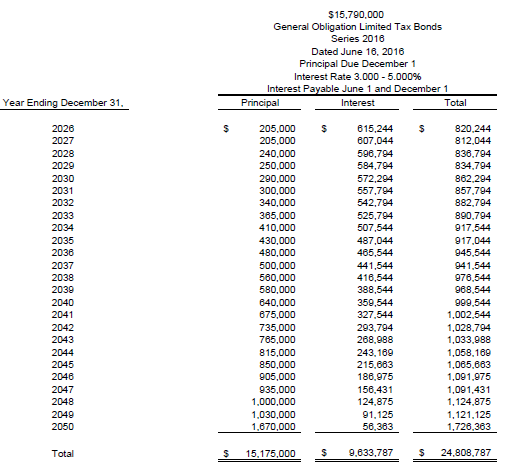 $15,790,000
General Obligation Limited Tax Bonds
Series 2016
Dated June 16, 2016
Principal Due December 1
Interest Rate 3.000 - 5.000%
Interest Payable June 1 and December 1
Year Ending December 31, Principal Interest Total
2026 $ 205,000 $ 615,244 $ 820,244
2027 205,000 607,044 812,044
2028 240,000 596,794 836,794
2029 250,000 584,794 834,794
2030 290,000 572,294 862,294
2031 300,000 557,794 857,794
2032 340,000 542,794 882,794
2033 365,000 525,794 890,794
2034 410,000 507,544 917,544
2035 430,000 487,044 917,044
2036 480,000 465,544 945,544
2037 500,000 441,544 941,544
2038 560,000 416,544 976,544
2039 580,000 388,544 968,544
2040 640,000 359,544 999,544
2041 675,000 327,544 1,002,544
2042 735,000 293,794 1,028,794
2043 765,000 268,988 1,033,988
2044 815,000 243,169 1,058,169
2045 850,000 215,663 1,065,663
2046 905,000 186,975 1,091,975
2047 935,000 156,431 1,091,431
2048 1,000,000 124,875 1,124,875
2049 1,030,000 91,125 1,121,125
2050 1,670,000 56,363 1,726,363
Total $ 15,175,000 $ 9,633,787 $ 24,808,787